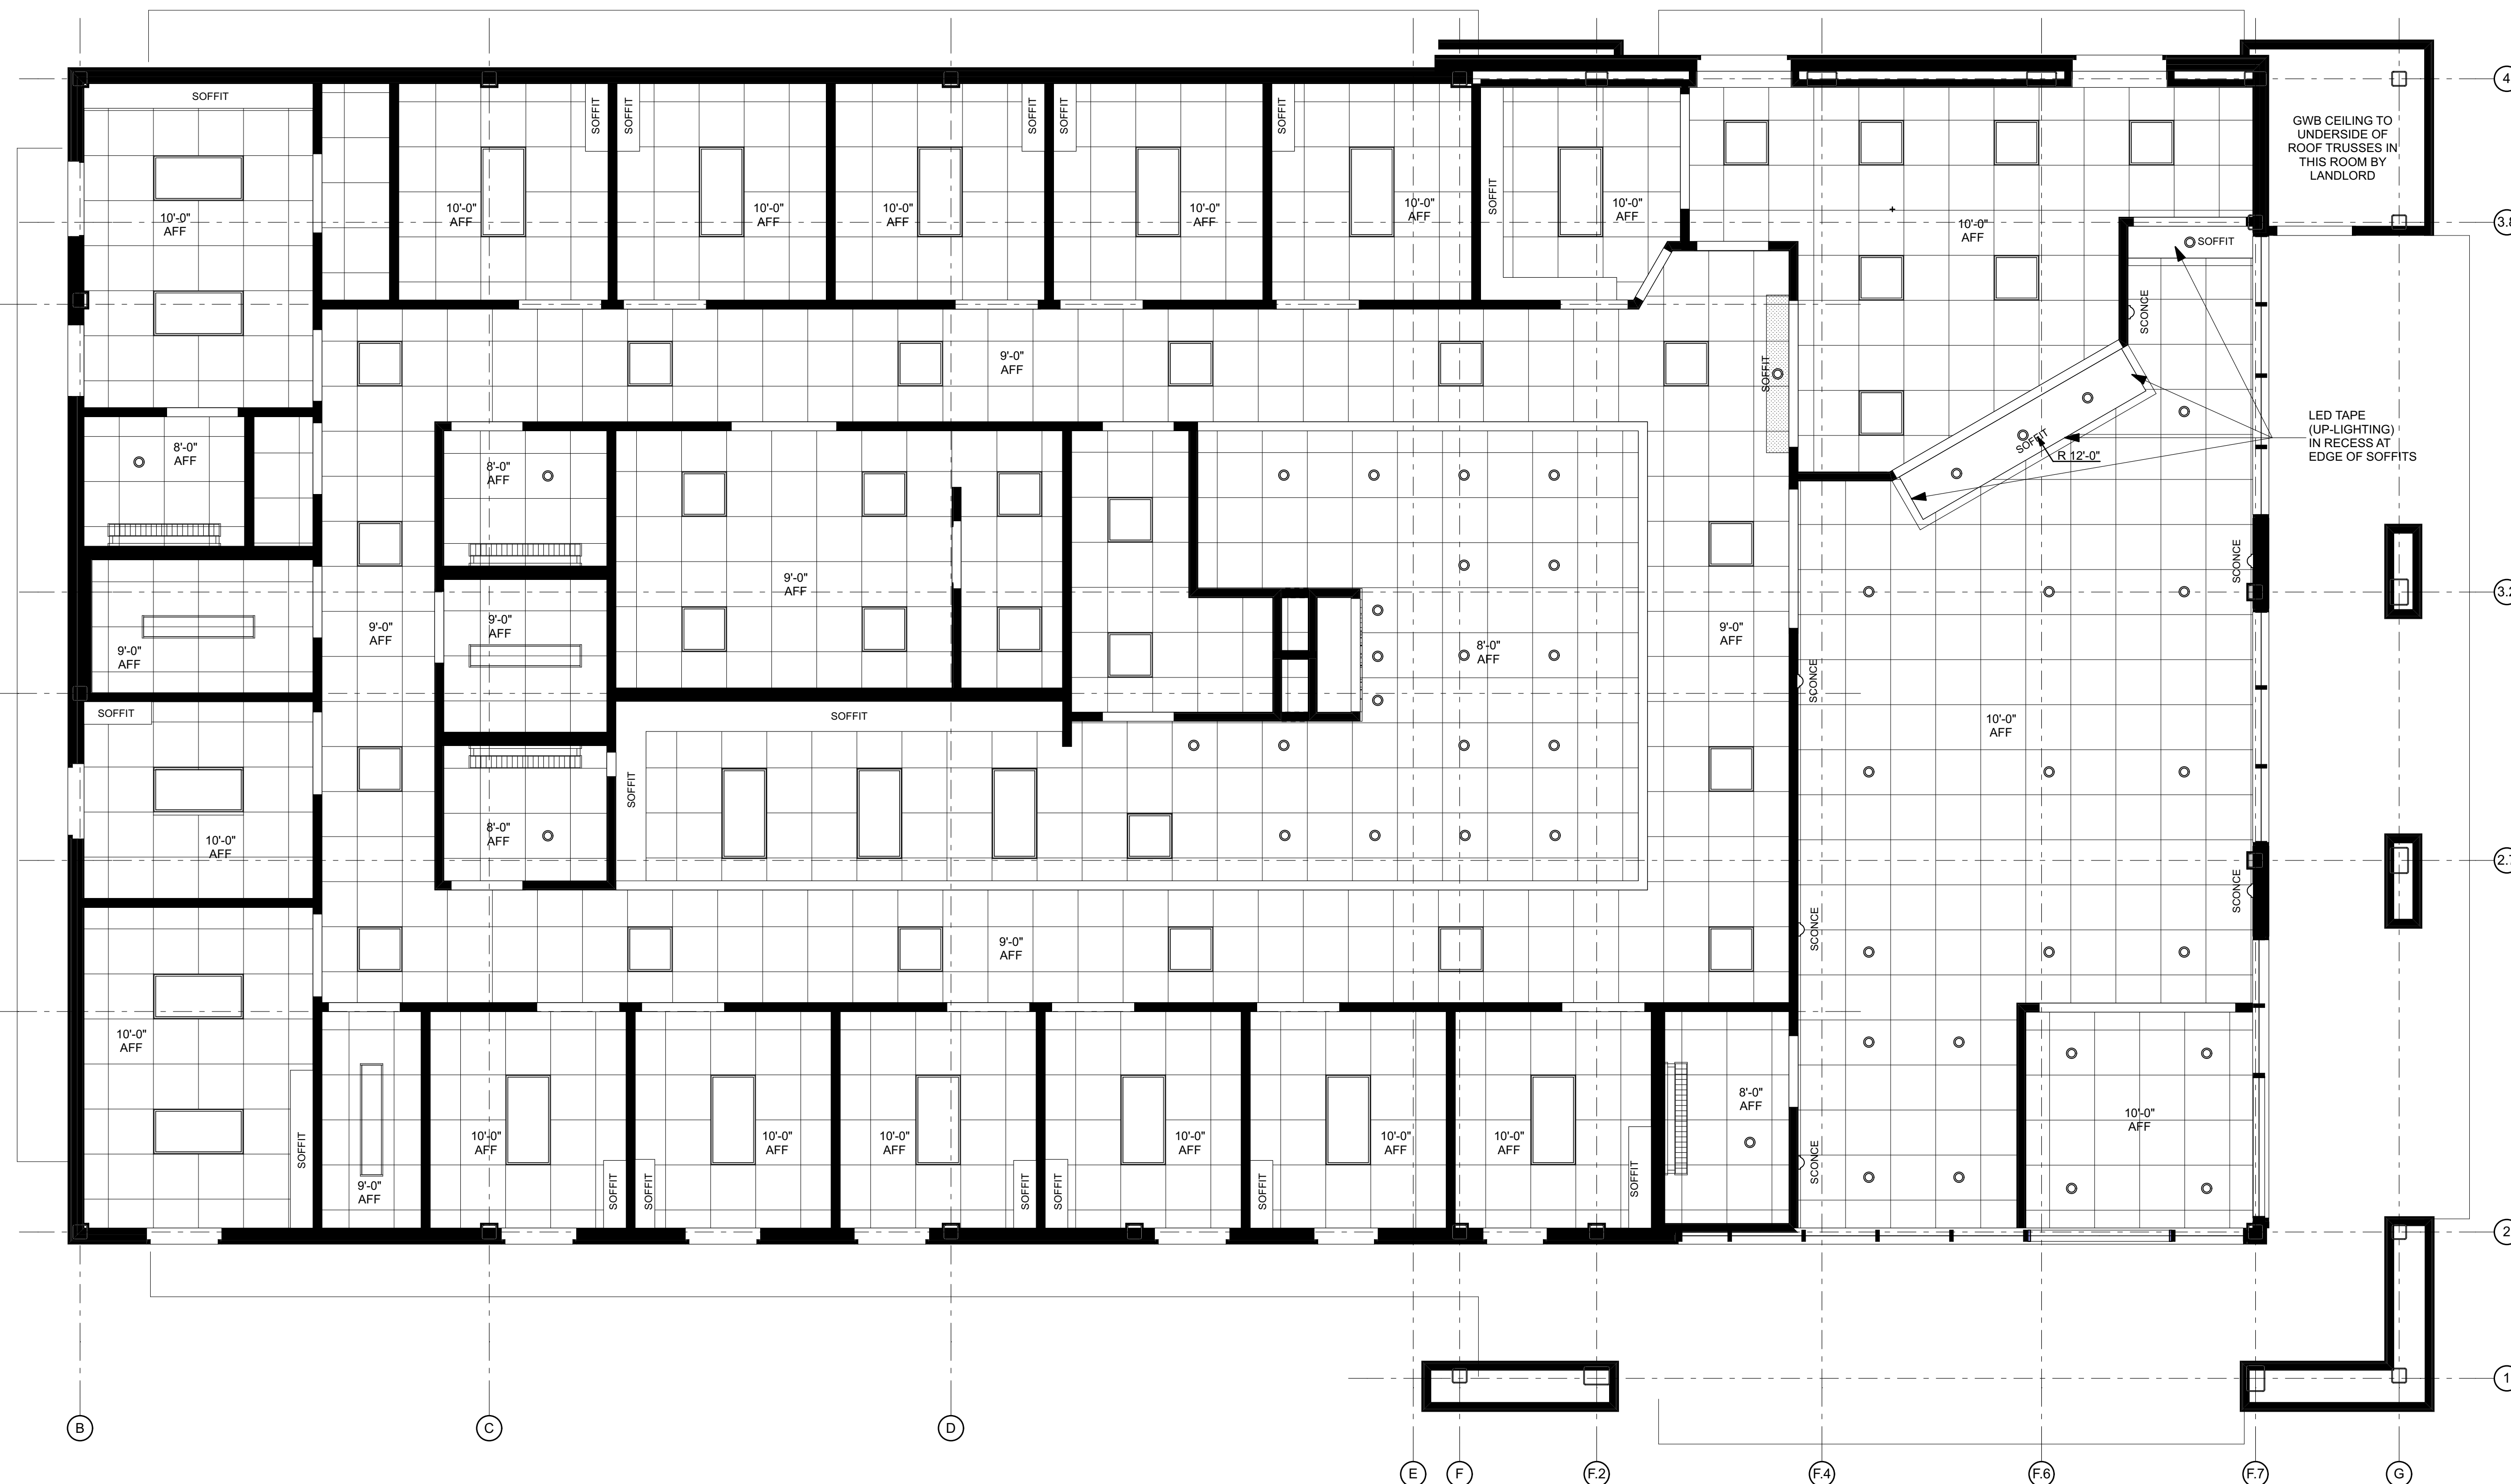 SOFFIT
SOFFIT
SOFFIT
SOFFIT
SOFFIT
SOFFIT
SOFFIT
4
GWB CEILING TO
UNDERSIDE OF
ROOF TRUSSES IN
THIS ROOM BY
LANDLORD
10'-0"
AFF
10'-0"
AFF
10'-0"
AFF
10'-0"
AFF
10'-0"
AFF
10'-0"
AFF
10'-0"
AFF
10'-0"
AFF
SOFFIT
SCONCE
9'-0"
AFF
SOFFIT
LED TAPE
(UP-LIGHTING)
IN RECESS AT
EDGE OF SOFFITS
SOFFIT
R 12'-0"
8'-0"
AFF
8'-0"
AFF
9'-0"
AFF
SCONCE
9'-0"
AFF
9'-0"
AFF
9'-0"
AFF
9'-0"
AFF
8'-0"
AFF
SCONCE
SOFFIT
SOFFIT
10'-0"
AFF
SOFFIT
10'-0"
AFF
8'-0"
AFF
SCONCE
SCONCE
9'-0"
AFF
10'-0"
AFF
8'-0"
AFF
10'-0"
AFF
SOFFIT
10'-0"
AFF
10'-0"
AFF
10'-0"
AFF
10'-0"
AFF
10'-0"
AFF
10'-0"
AFF
SCONCE
9'-0"
AFF
SOFFIT
SOFFIT
SOFFIT
SOFFIT
SOFFIT
SOFFIT
2
1
B
C
D
E
F
F.2
F.4
F.6
F.7
G